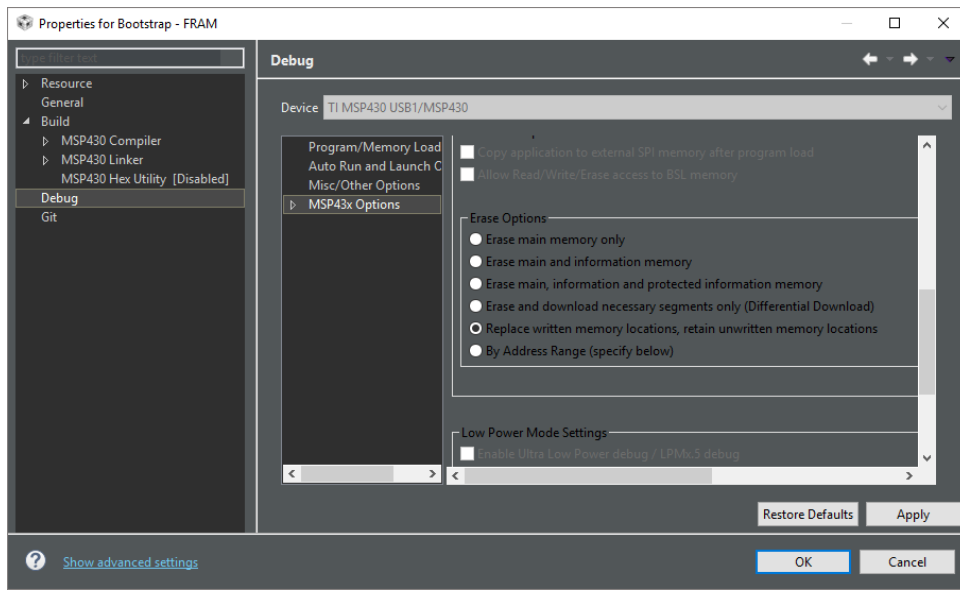 Properties for Bootstrap - FRAM
type filter text
Debug
Resource
General
Build
MSP430 Compiler
MSP430 Linker
MSP430 Hex Utility [Disabled]
Debug
Git
Device TI MSP430 USB1/MSP430
Program/Memory Load
Auto Run and Launch C
Misc/Other Options
MSP43x Options
Copy application to external SPI memory after program load
Allow Read/Write/Erase access to BSL memory
Erase Options
Erase main memory only
Erase main and information memory
Erase main, information and protected information memory
Erase and download necessary segments only (Differential Download)
Replace written memory locations, retain unwritten memory locations
By Address Range (specify below)
Low Power Mode Settings
Enable Ultra Low Power debug / LPMx.5 debug
Restore Defaults Apply
? Show advanced settings
OK Cancel